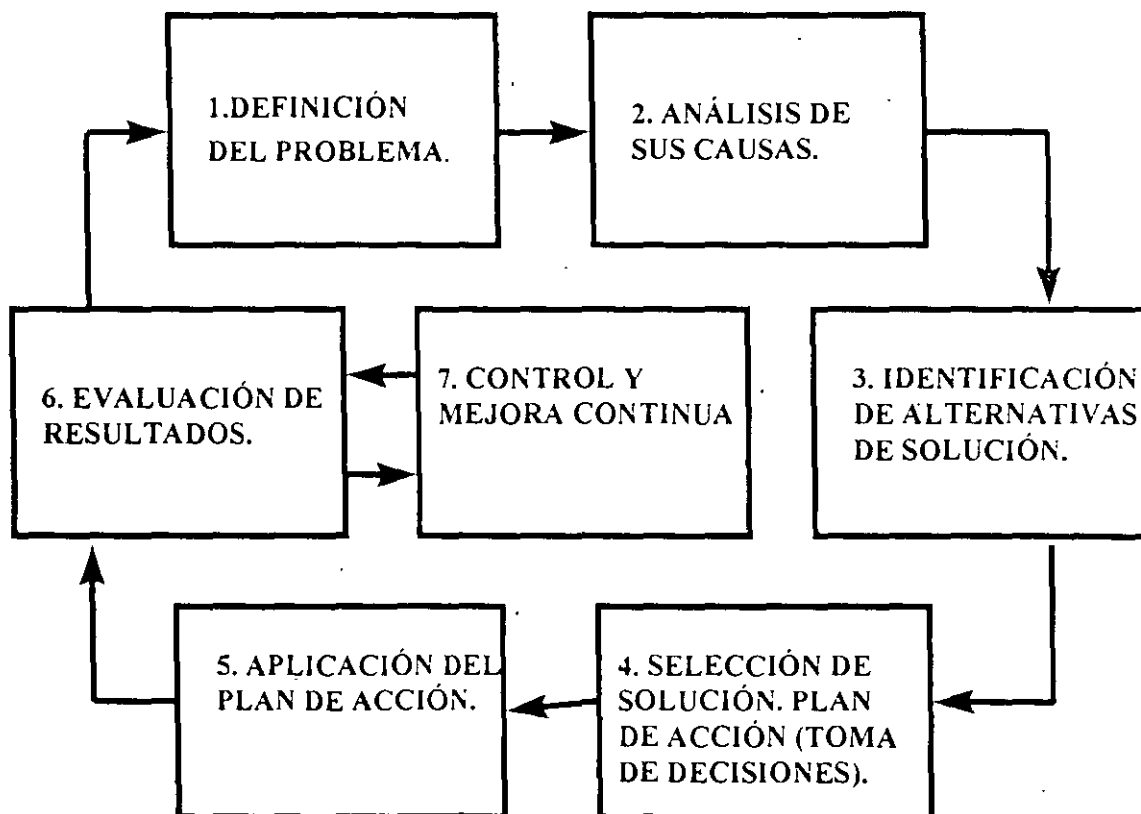 1.DEFINICIÓN
DEL PROBLEMA.
2. ANÁLISIS DE
SUS CAUSAS.
3. IDENTIFICACIÓN
DE ALTERNATIVAS
DE SOLUCIÓN.
4. SELECCIÓN DE
SOLUCIÓN. PLAN
DE ACCIÓN (TOMA
DE DECISIONES).
5. APLICACIÓN DEL
PLAN DE ACCIÓN.
6. EVALUACIÓN DE
RESULTADOS.
7. CONTROL Y
MEJORA CONTINUA